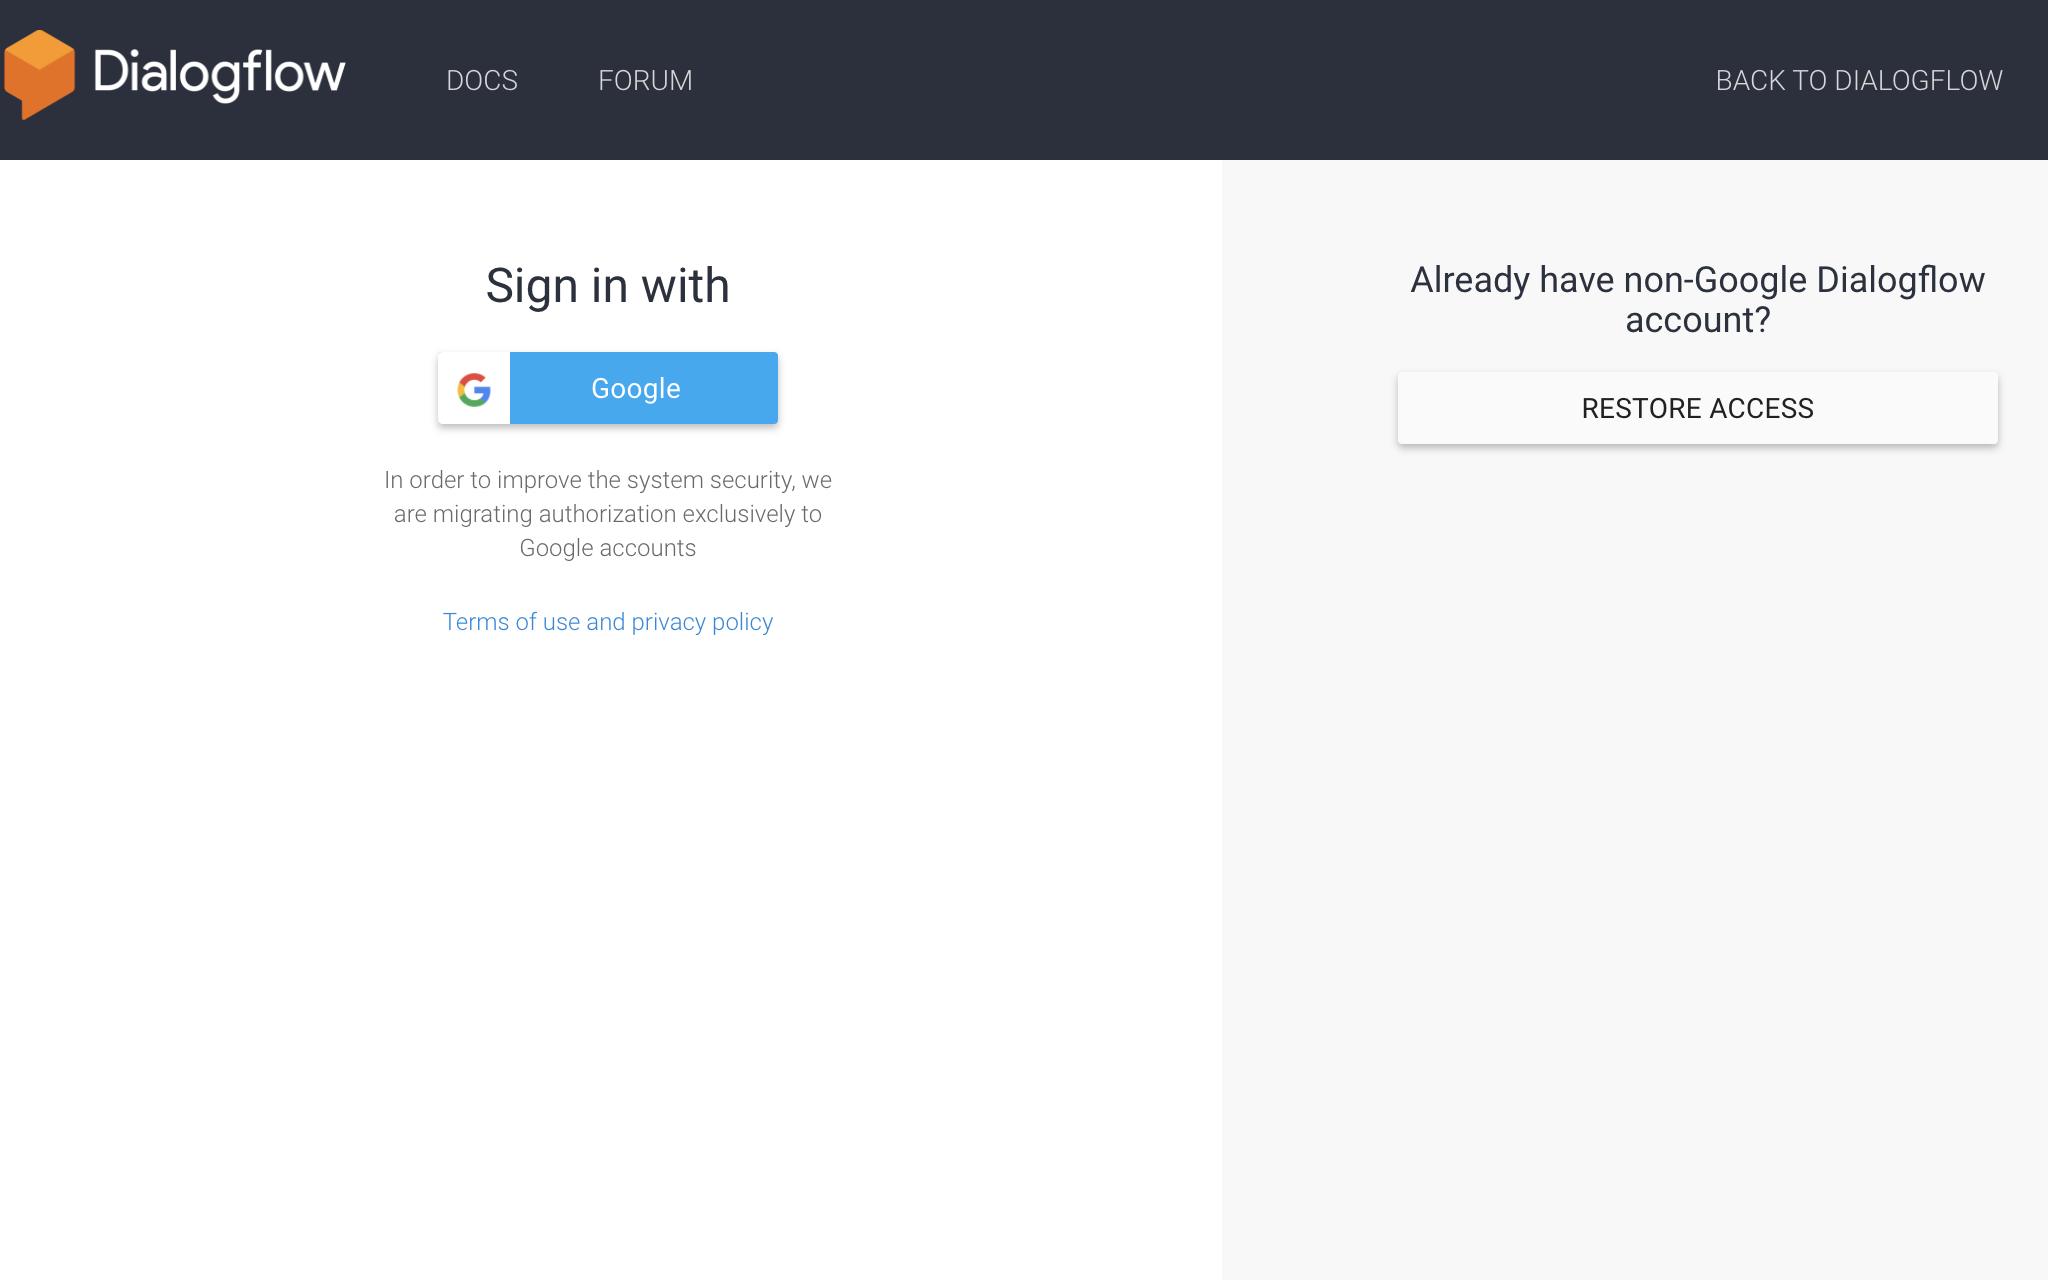 Dialogflow
DOCS
FORUM
BACK TO DIALOGFLOW
Sign in with
Google
In order to improve the system security, we
are migrating authorization exclusively to
Google accounts
Terms of use and privacy policy
Already have non-Google Dialogflow
account?
RESTORE ACCESS